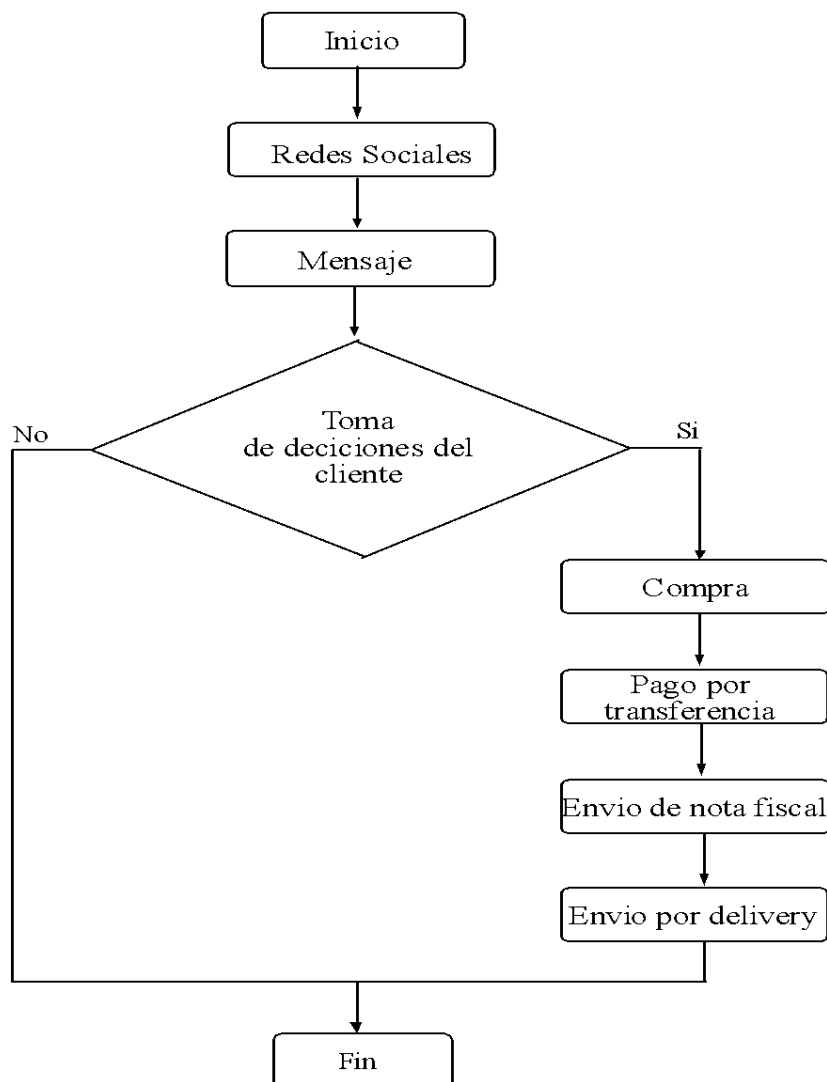 Inicio
Redes Sociales
Mensaje
Toma
de deciciones del
cliente
No
Si
Compra
Pago por
transferencia
Envio de nota fiscal
Envio por delivery
Fin